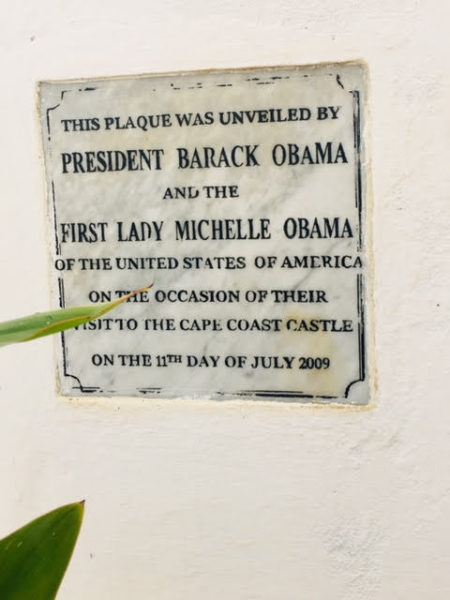 THIS PLAQUE WAS UNVEILED BY
PRESIDENT BARACK OBAMA
AND THE
FIRST LADY MICHELLE OBAMA
OF THE UNITED STATES OF AMERICA
ON THE OCCASION OF THEIR
VISIT TO THE CAPE COAST CASTLE
ON THE 11TH DAY OF JULY 2009